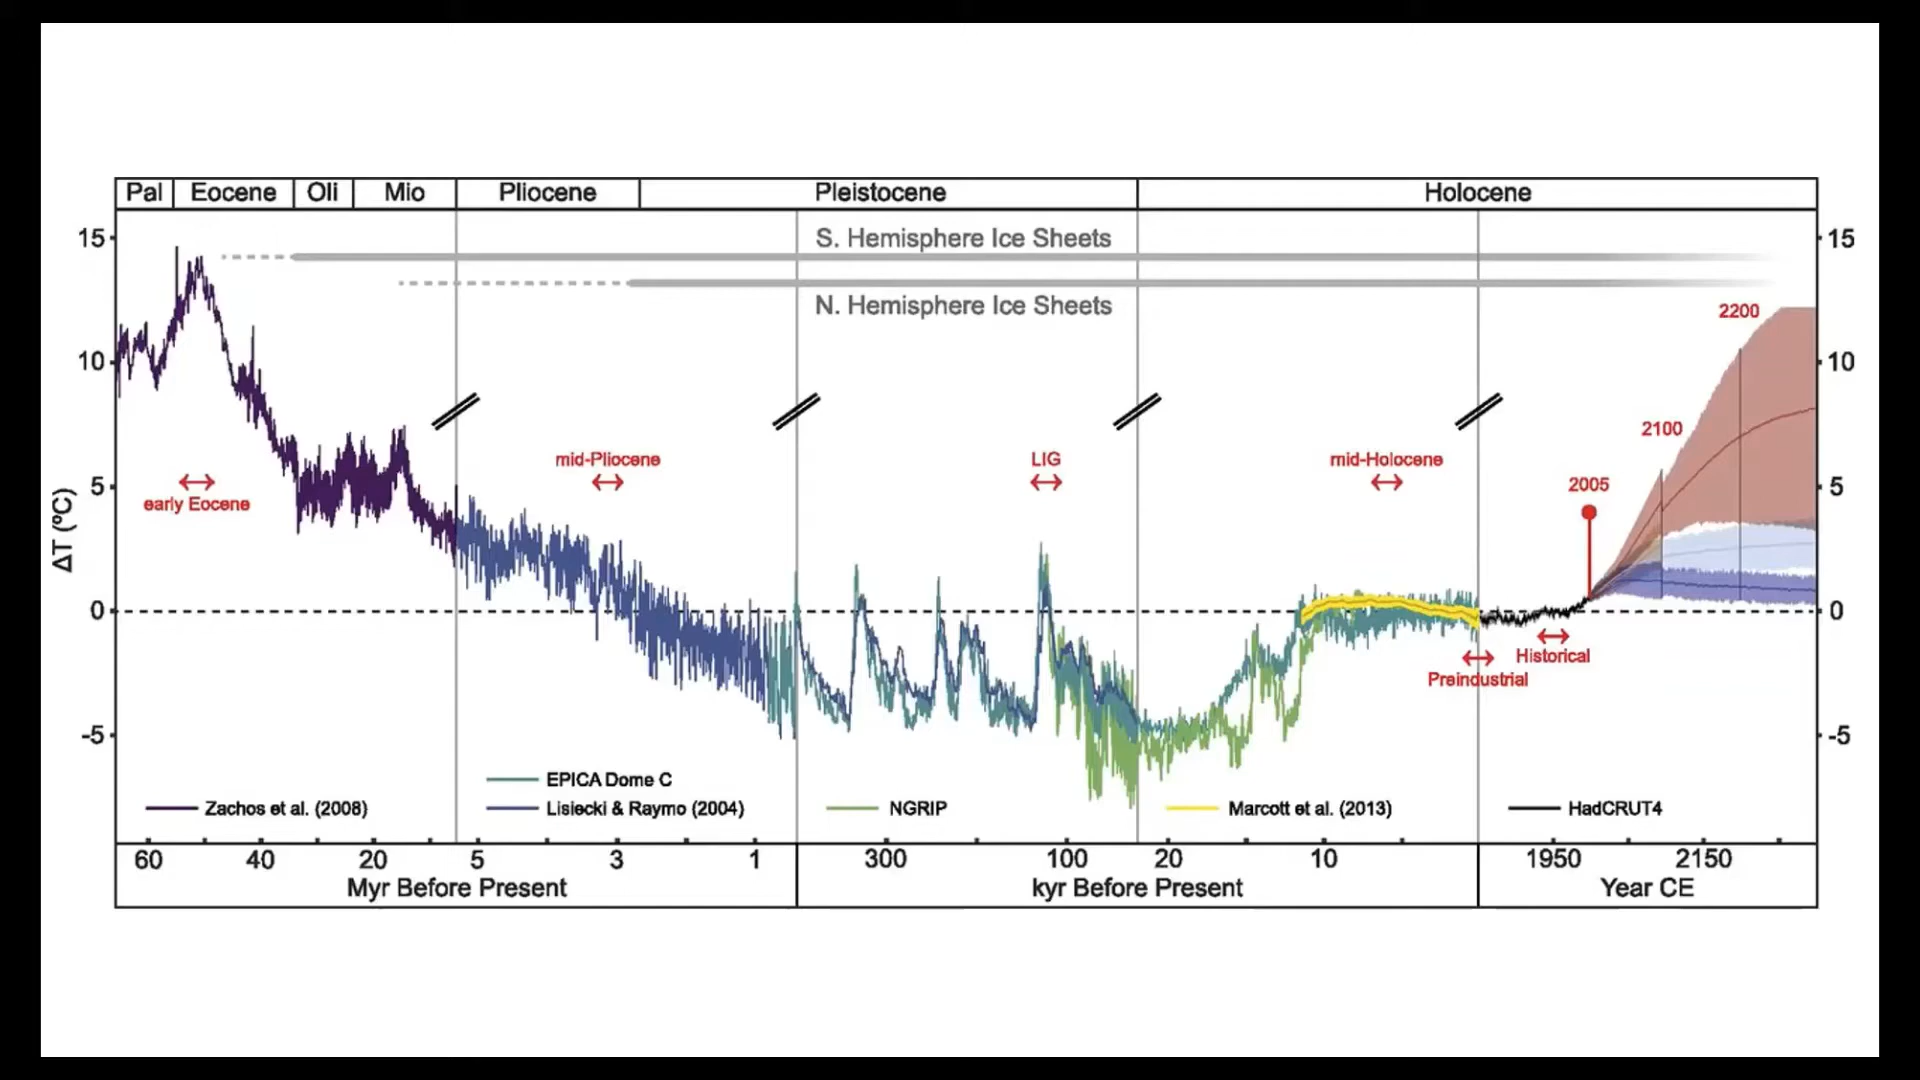 Pal Eocene Oli Mio Pliocene Pleistocene Holocene
15 S. Hemisphere Ice Sheets 15
N. Hemisphere Ice Sheets
2200
10 10
2100
mid-Pliocene LIG mid-Holocene
5 2005 5
early Eocene
ΔT (ºC)
0 0
Historical
Preindustrial
-5 -5
EPICA Dome C
Zachos et al. (2008) Lisiecki & Raymo (2004) NGRIP Marcott et al. (2013) HadCRUT4
60 40 20 5 3 1 300 100 20 10 1950 2150
Myr Before Present kyr Before Present Year CE